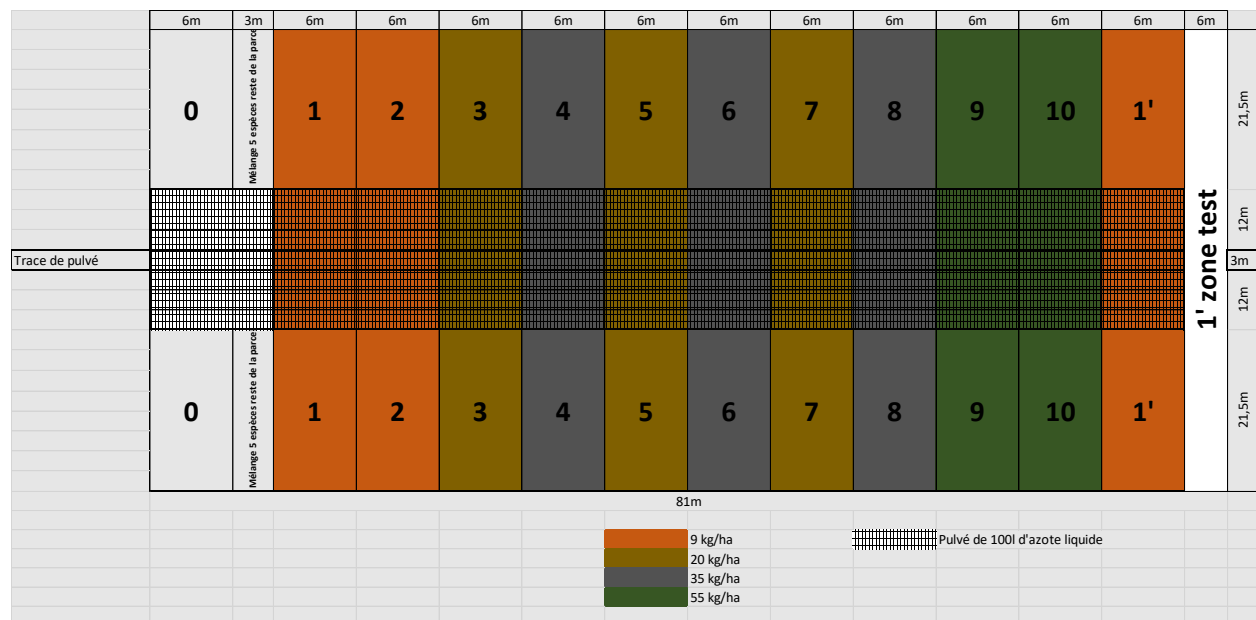 6m 3m 6m 6m 6m 6m 6m 6m 6m 6m 6m 6m 6m 6m
0 Mélange 5 espèces reste de la parce 1 2 3 4 5 6 7 8 9 10 1' 21,5m
12m
Trace de pulvé 3m
1' zone test
12m
0 Mélange 5 espèces reste de la parce 1 2 3 4 5 6 7 8 9 10 1' 21,5m
81m
9 kg/ha Pulvé de 100l d'azote liquide
20 kg/ha
35 kg/ha
55 kg/ha